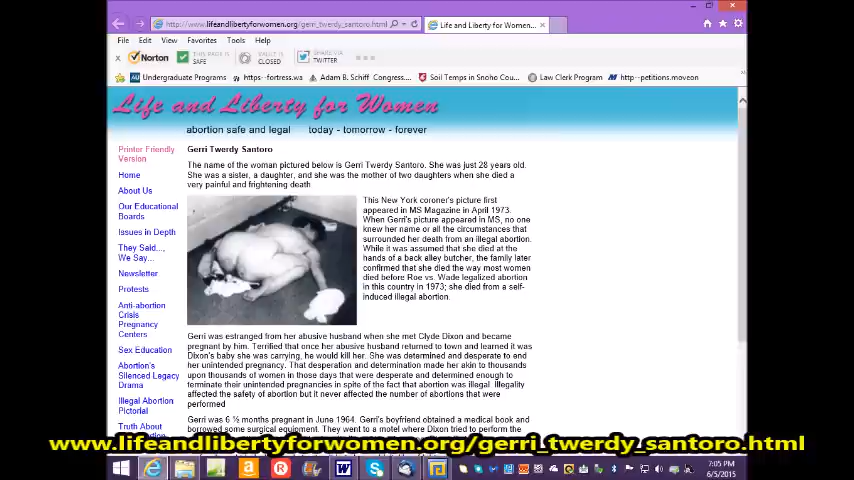 http://www.lifeandlibertyforwomen.org/gerri_twerdy_santoro.html
Life and Liberty for Women...
File Edit View Favorites Tools Help
x Norton THIS PAGE IS SAFE VAULT IS CLOSED SHARE VIA TWITTER
Undergraduate Programs https--fortress.wa Adam B. Schiff Congress.... Soil Temps in Snoho Cou... Law Clerk Program http--petitions.moveon
Life and Liberty for Women
abortion safe and legal today - tomorrow - forever
Printer Friendly
Version
Home
About Us
Our Educational
Boards
Issues in Depth
They Said...,
We Say...
Newsletter
Protests
Anti-abortion
Crisis
Pregnancy
Centers
Sex Education
Abortion's
Silenced Legacy
Drama
Illegal Abortion
Pictorial
Truth About
Gerri Twerdy Santoro
The name of the woman pictured below is Gerri Twerdy Santoro. She was just 28 years old.
She was a sister, a daughter, and she was the mother of two daughters when she died a
very painful and frightening death
This New York coroner's picture first
appeared in MS Magazine in April 1973.
When Gerri's picture appeared in MS, no one
knew her name or all the circumstances that
surrounded her death from an illegal abortion.
While it was assumed that she died at the
hands of a back alley butcher, the family later
confirmed that she died the way most women
died before Roe vs. Wade legalized abortion
in this country in 1973; she died from a self-
induced illegal abortion.
Gerri was estranged from her abusive husband when she met Clyde Dixon and became
pregnant by him. Terrified that once her abusive husband returned to town and learned it was
Dixon's baby she was carrying, he would kill her. She was determined and desperate to end
her unintended pregnancy. That desperation and determination made her akin to thousands
upon thousands of women in those days that were desperate and determined enough to
terminate their unintended pregnancies in spite of the fact that abortion was illegal. Illegality
affected the safety of abortion but it never affected the number of abortions that were
performed
Gerri was 6 ½ months pregnant in June 1964. Gerri's boyfriend obtained a medical book and
borrowed some surgical equipment. They went to a motel where Dixon tried to perform the
www.lifeandlibertyforwomen.org/gerri_twerdy_santoro.html
7:05 PM
6/5/2015